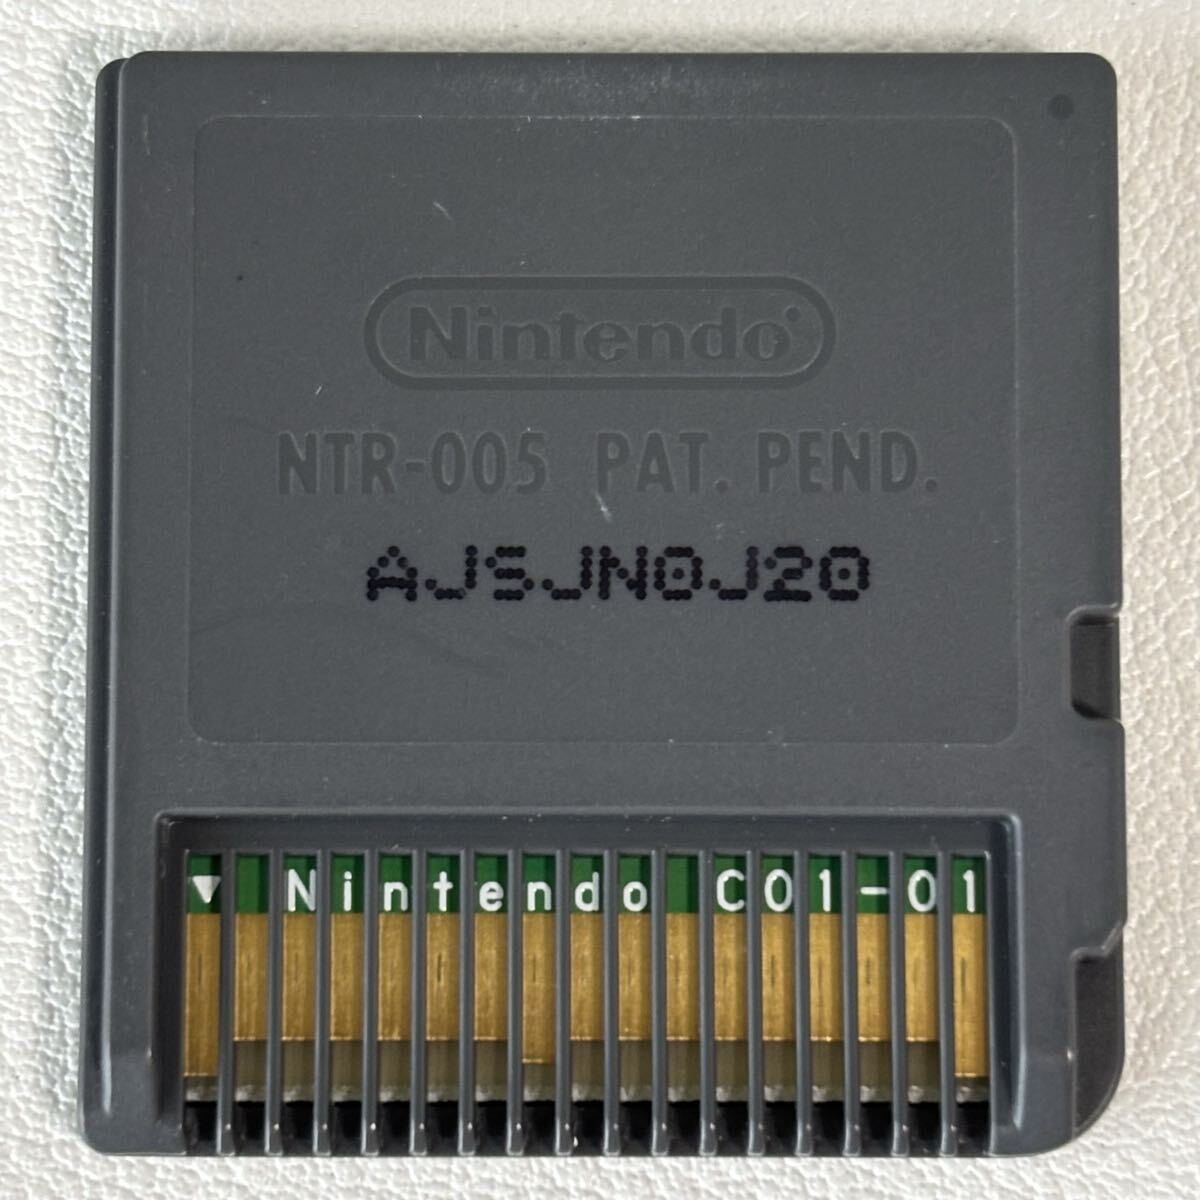 Nintendo
NTR-005 PAT. PEND.
AJSJN0J20
▼ Nintendo C01-01